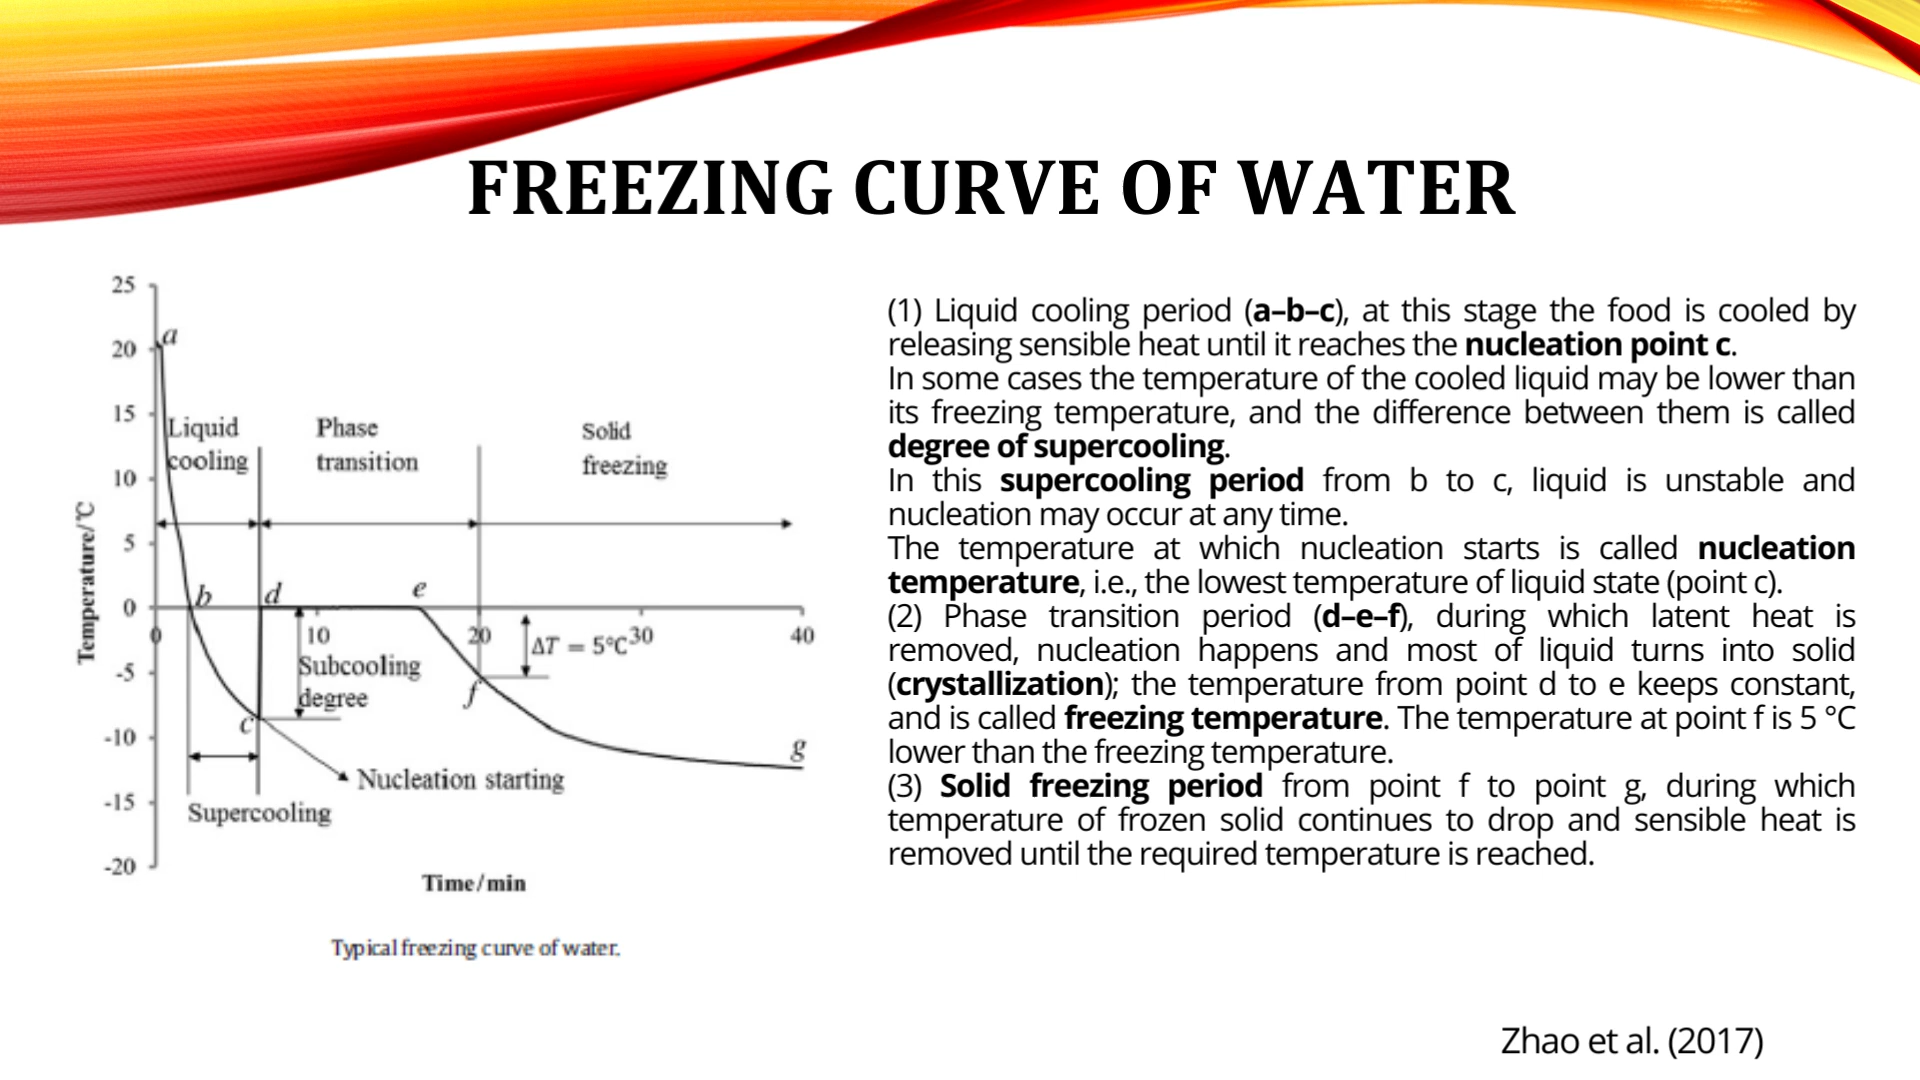 FREEZING CURVE OF WATER
25
20
15
10
5
0
-5
-10
-15
-20
Temperature/℃
a
Liquid
cooling
Phase
transition
Solid
freezing
b
d
e
0
10
20
30
40
ΔT = 5°C
Subcooling
degree
c
f
g
Nucleation starting
Supercooling
Time/min
Typical freezing curve of water.
(1) Liquid cooling period (a–b–c), at this stage the food is cooled by
releasing sensible heat until it reaches the nucleation point c.
In some cases the temperature of the cooled liquid may be lower than
its freezing temperature, and the difference between them is called
degree of supercooling.
In this supercooling period from b to c, liquid is unstable and
nucleation may occur at any time.
The temperature at which nucleation starts is called nucleation
temperature, i.e., the lowest temperature of liquid state (point c).
(2) Phase transition period (d–e–f), during which latent heat is
removed, nucleation happens and most of liquid turns into solid
(crystallization); the temperature from point d to e keeps constant,
and is called freezing temperature. The temperature at point f is 5 °C
lower than the freezing temperature.
(3) Solid freezing period from point f to point g, during which
temperature of frozen solid continues to drop and sensible heat is
removed until the required temperature is reached.
Zhao et al. (2017)